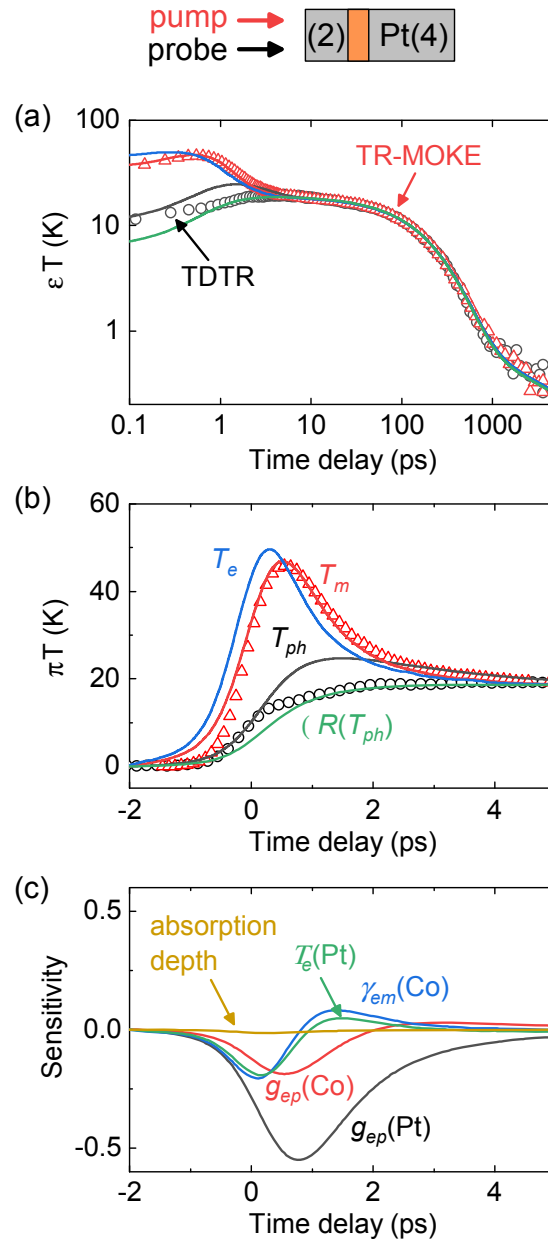 pump
probe
(2)
Pt(4)
(a)
100
10
1
εT (K)
TR-MOKE
TDTR
0.1 1 10 100 1000
Time delay (ps)
(b)
60
40
20
0
πT (K)
Te
Tm
Tph
( R(Tph)
-2 0 2 4
Time delay (ps)
(c)
0.5
0.0
-0.5
Sensitivity
absorption
depth
Te(Pt)
γem(Co)
gep(Co)
gep(Pt)
-2 0 2 4
Time delay (ps)